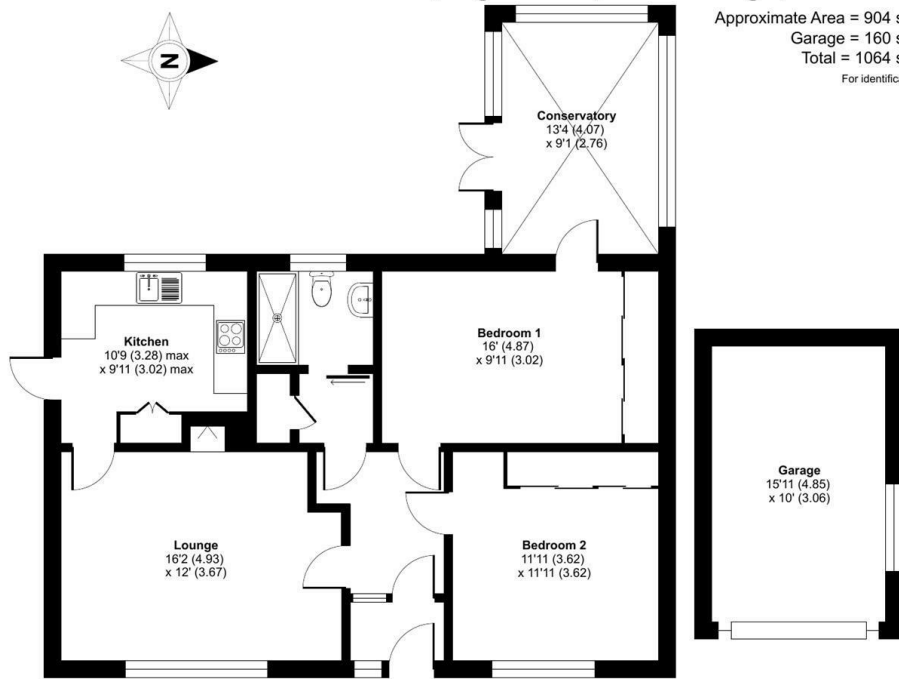 Approximate Area = 904 s
Garage = 160 s
Total = 1064 s
For identifica
N
Conservatory
13'4 (4.07)
x 9'1 (2.76)
Kitchen
10'9 (3.28) max
x 9'11 (3.02) max
Bedroom 1
16' (4.87)
x 9'11 (3.02)
Garage
15'11 (4.85)
x 10' (3.06)
Lounge
16'2 (4.93)
x 12' (3.67)
Bedroom 2
11'11 (3.62)
x 11'11 (3.62)